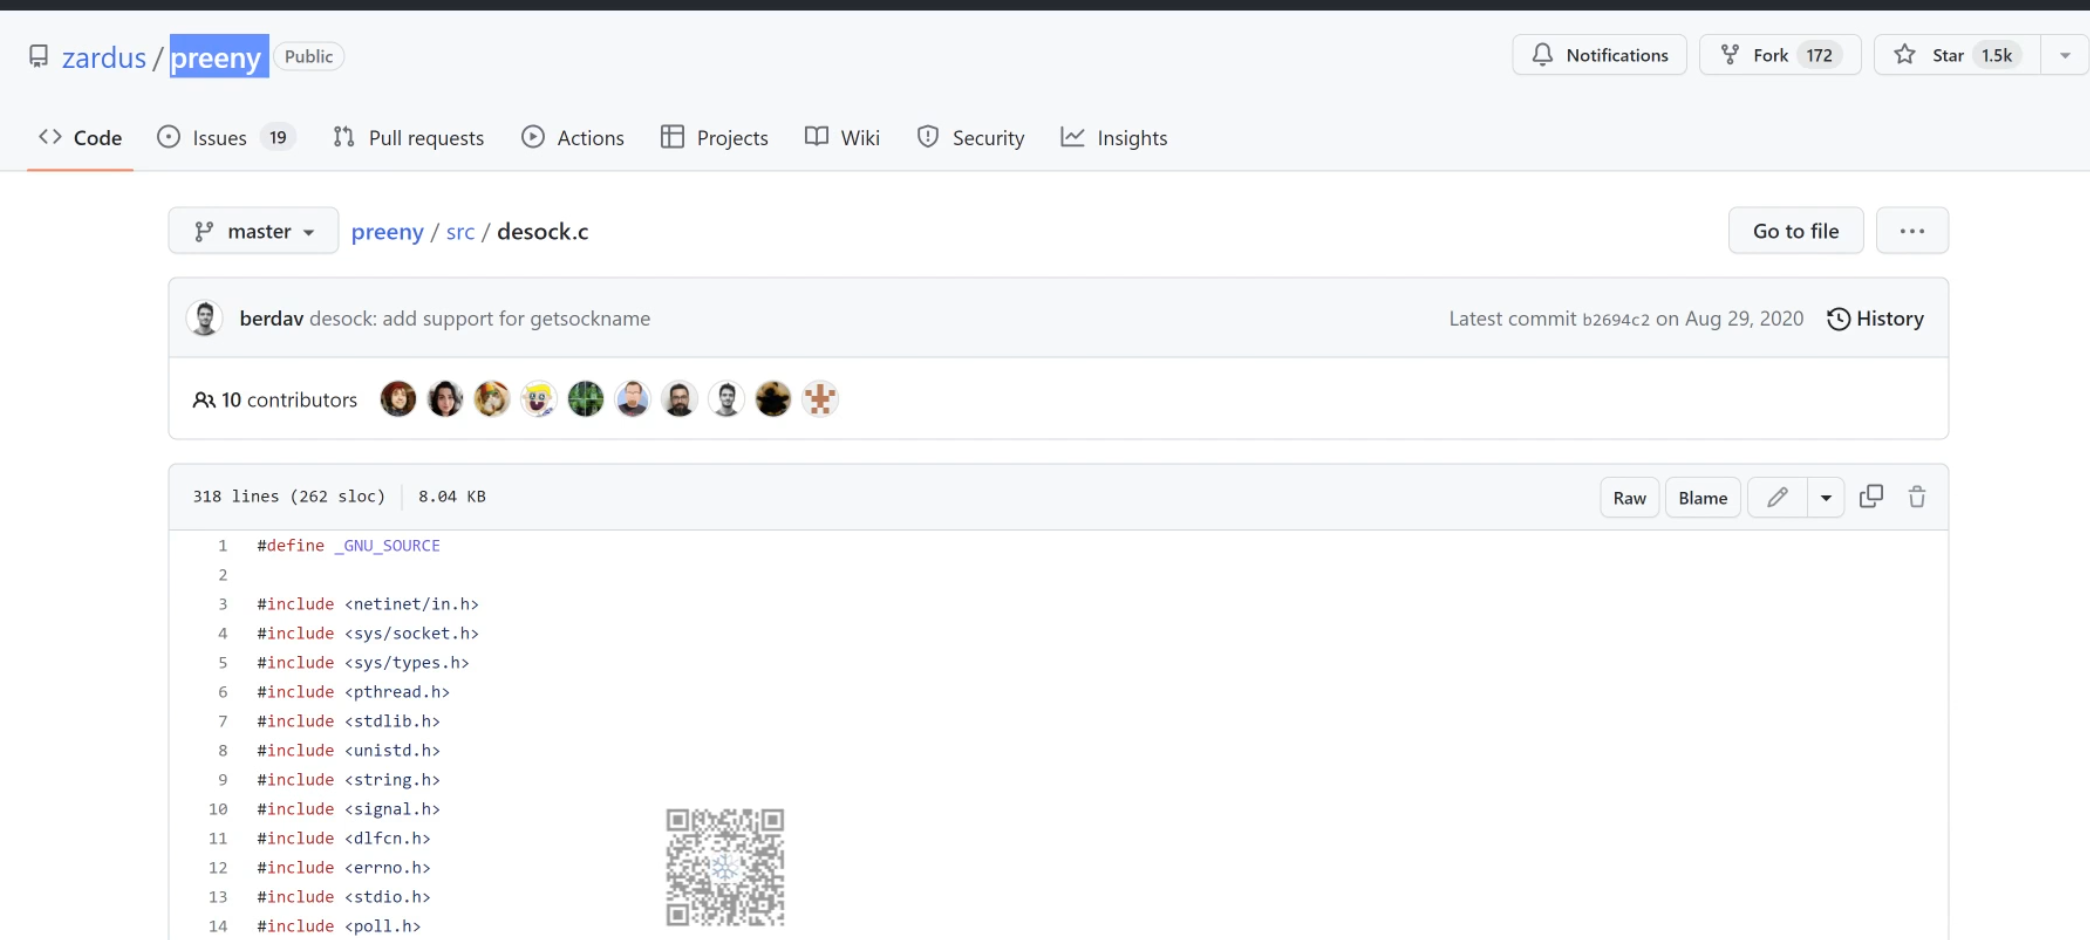 zardus / preeny Public Notifications Fork 172 Star 1.5k
Code Issues 19 Pull requests Actions Projects Wiki Security Insights
master preeny / src / desock.c Go to file ...
berdav desock: add support for getsockname Latest commit b2694c2 on Aug 29, 2020 History
10 contributors
318 lines (262 sloc) 8.04 KB Raw Blame
1 #define _GNU_SOURCE
2
3 #include <netinet/in.h>
4 #include <sys/socket.h>
5 #include <sys/types.h>
6 #include <pthread.h>
7 #include <stdlib.h>
8 #include <unistd.h>
9 #include <string.h>
10 #include <signal.h>
11 #include <dlfcn.h>
12 #include <errno.h>
13 #include <stdio.h>
14 #include <poll.h>